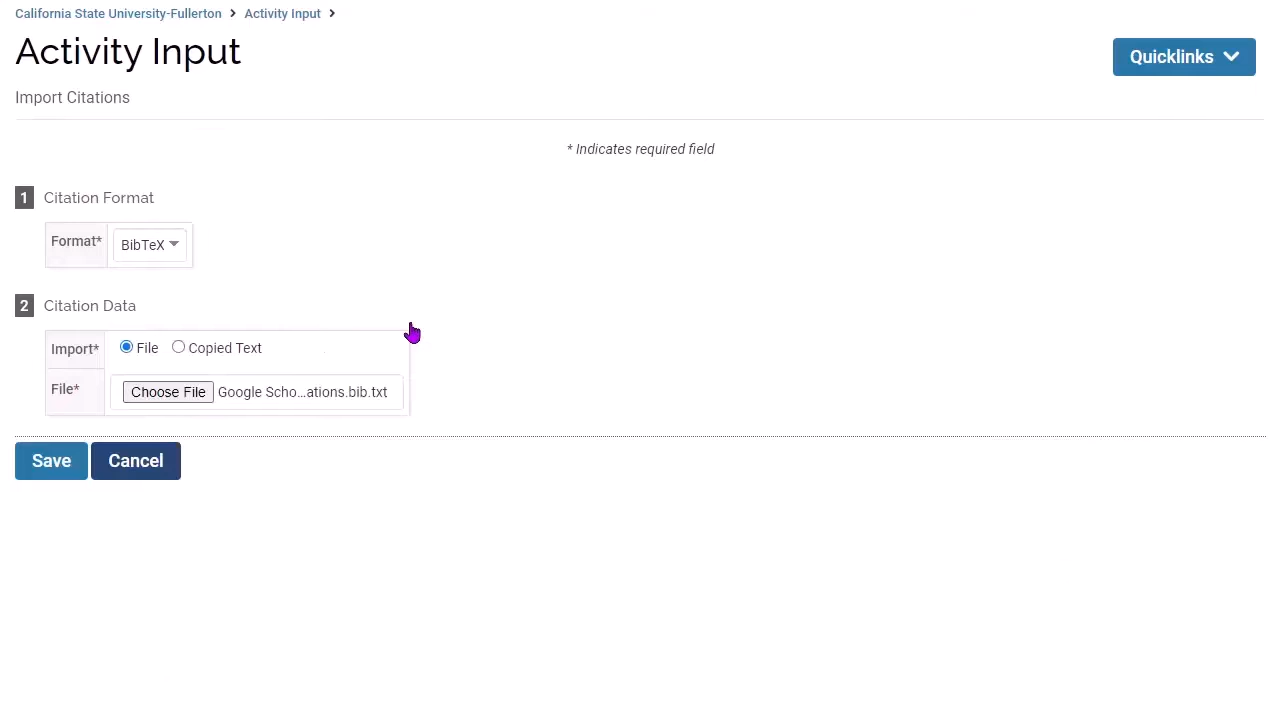 California State University-Fullerton > Activity Input >
Activity Input
Quicklinks
Import Citations
* Indicates required field
1 Citation Format
Format* BibTeX
2 Citation Data
Import* File Copied Text
File* Choose File Google Scho...ations.bib.txt
Save Cancel